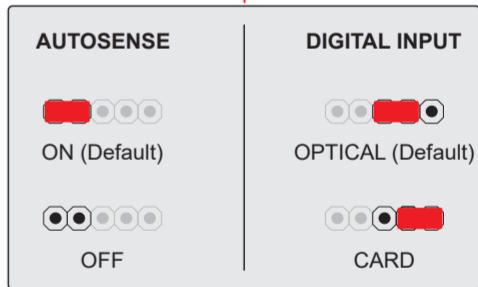 AUTOSENSE
ON (Default)
OFF
DIGITAL INPUT
OPTICAL (Default)
CARD